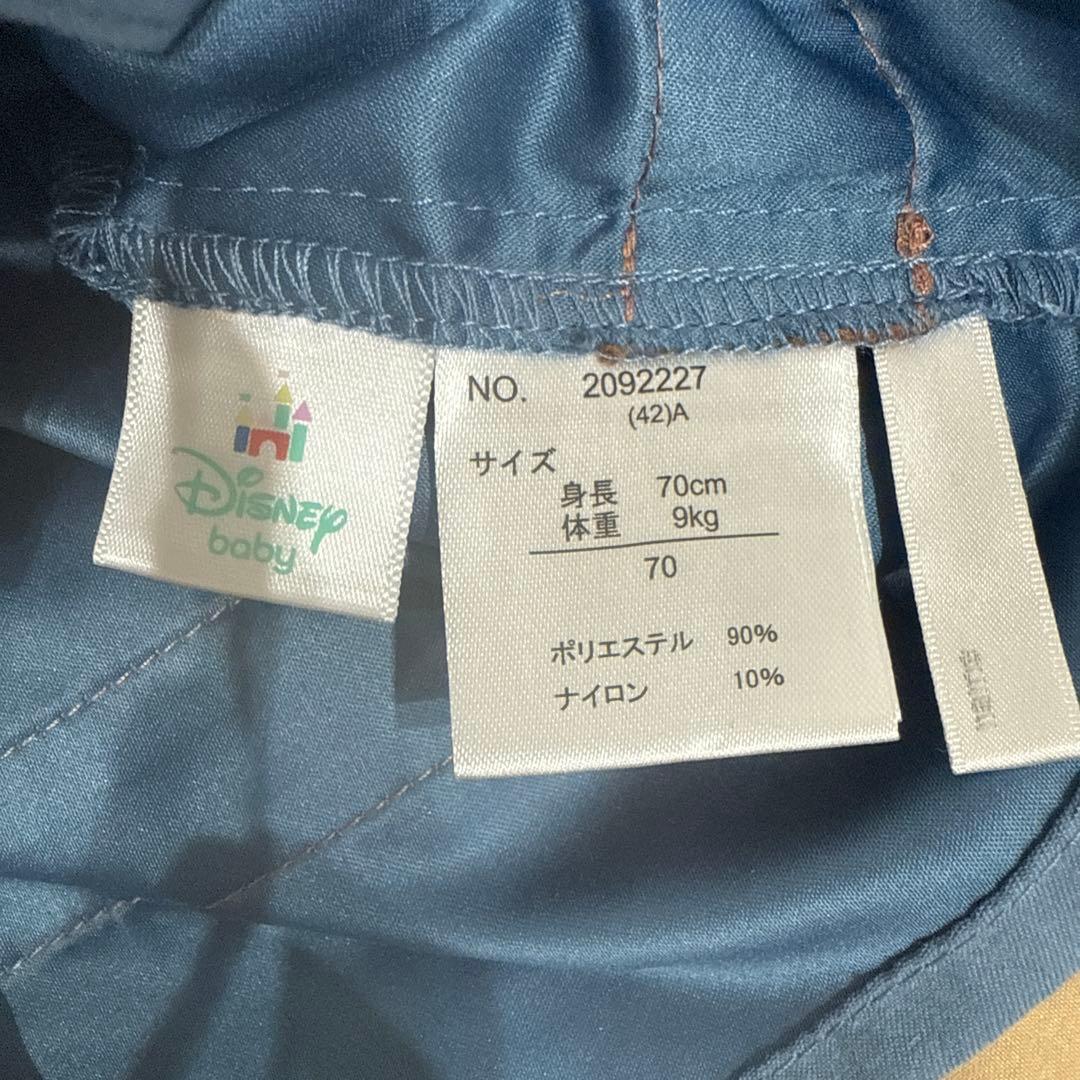 Disney
baby
NO. 2092227
(42)A
サイズ
身長 70cm
体重 9kg
70
ポリエステル 90%
ナイロン 10%